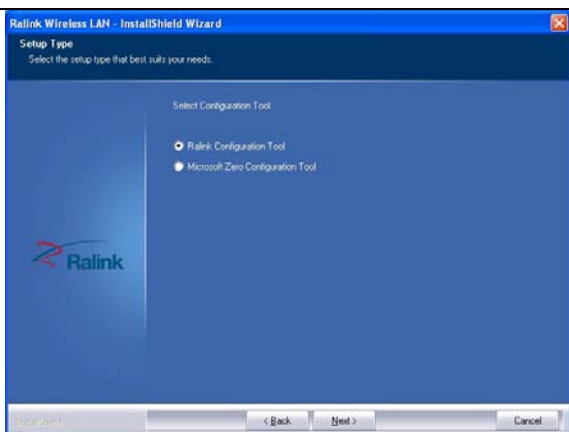 Ralink Wireless LAN - InstallShield Wizard
Setup Type
Select the setup type that best suits your needs.
Select Configuration Tool.
Ralink Configuration Tool
Microsoft Zero Configuration Tool
Ralink
InstallShield
< Back
Next >
Cancel